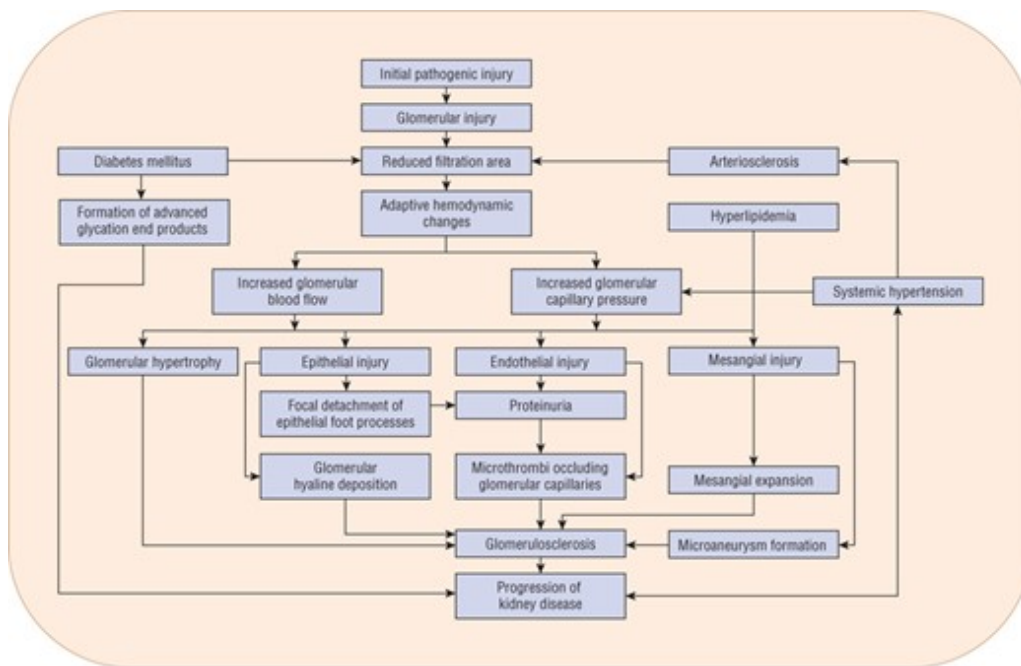 Initial pathogenic injury
Glomerular injury
Diabetes mellitus
Reduced filtration area
Arteriosclerosis
Formation of advanced
glycation end products
Adaptive hemodynamic
changes
Hyperlipidemia
Increased glomerular
blood flow
Increased glomerular
capillary pressure
Systemic hypertension
Glomerular hypertrophy
Epithelial injury
Endothelial injury
Mesangial injury
Focal detachment of
epithelial foot processes
Proteinuria
Glomerular
hyaline deposition
Microthrombi occluding
glomerular capillaries
Mesangial expansion
Glomerulosclerosis
Microaneurysm formation
Progression of
kidney disease